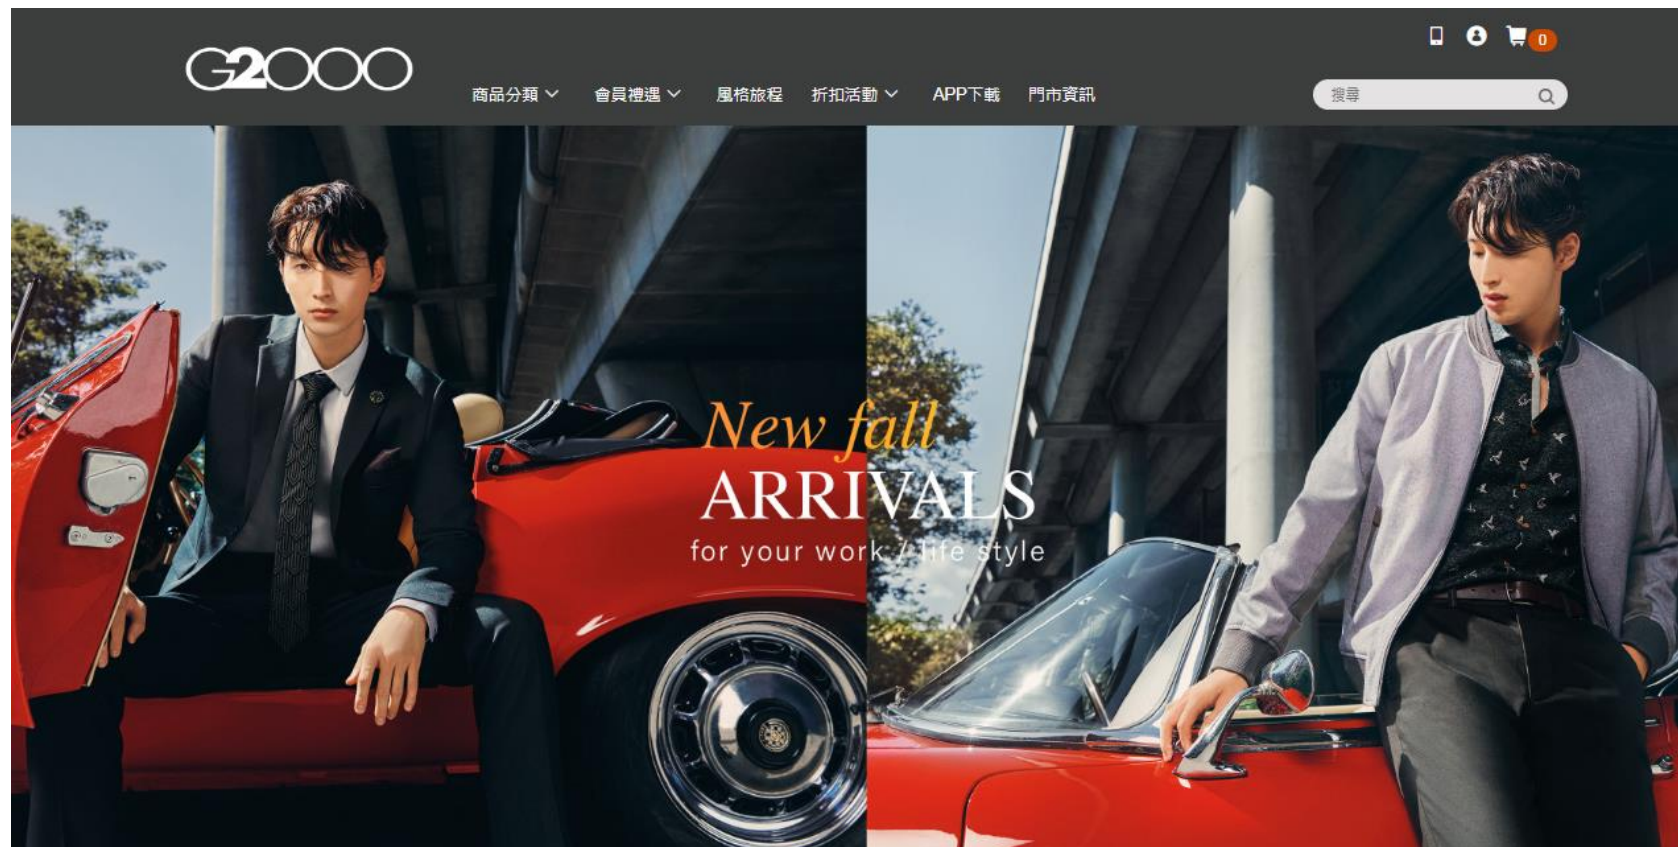 G2000
0
商品分類
會員禮遇
風格旅程
折扣活動
APP下載
門市資訊
搜尋
New fall
ARRIVALS
for your work / life style